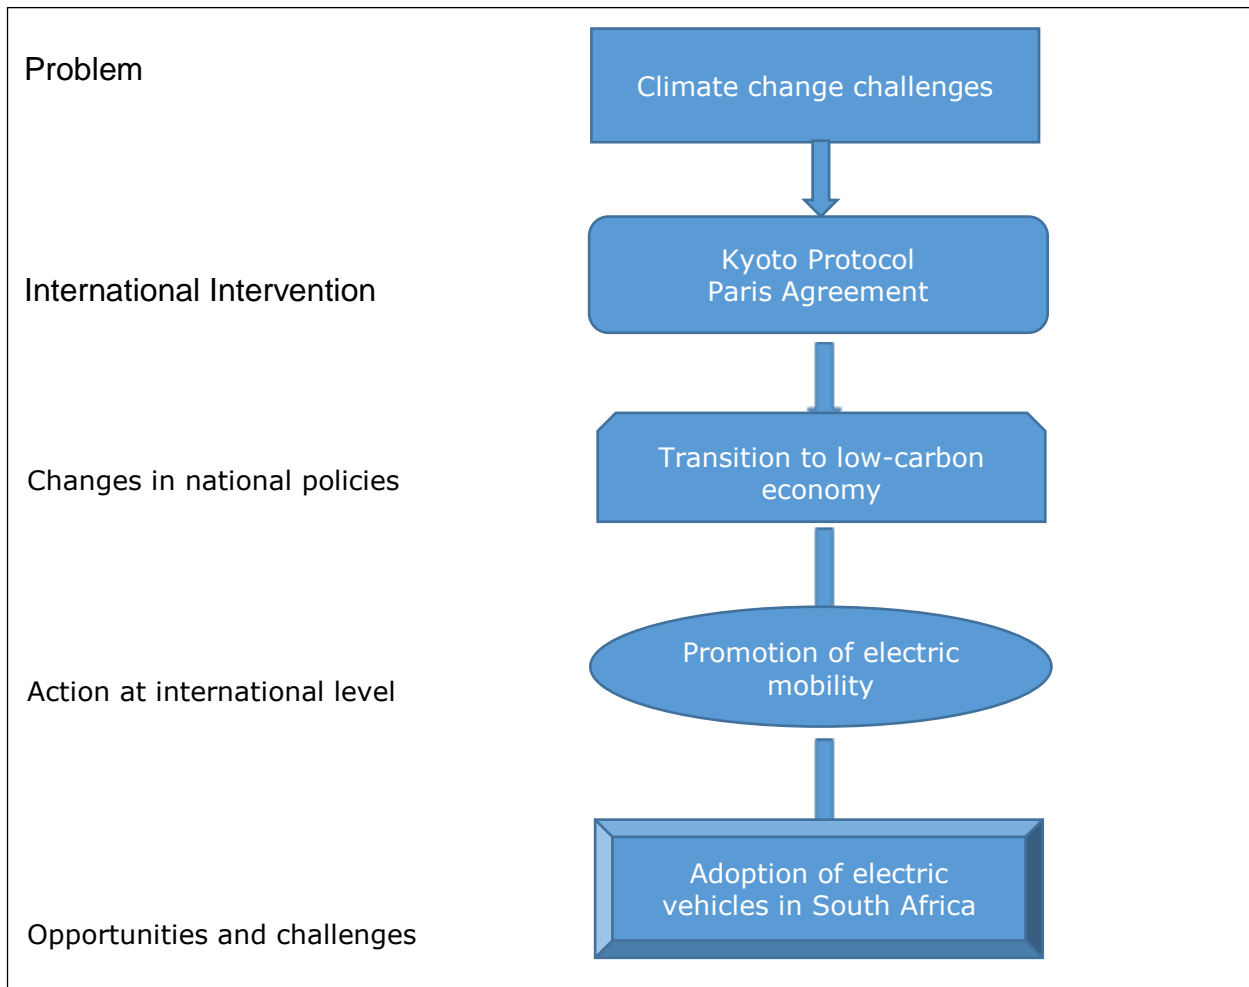 Problem
Climate change challenges
International Intervention
Kyoto Protocol
Paris Agreement
Changes in national policies
Transition to low-carbon
economy
Action at international level
Promotion of electric
mobility
Opportunities and challenges
Adoption of electric
vehicles in South Africa